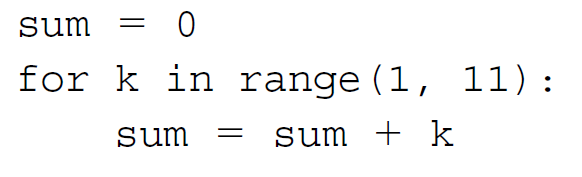 sum = 0
for k in range(1, 11):
    sum = sum + k